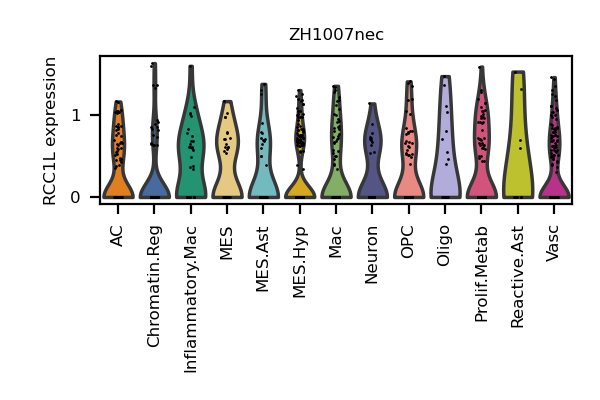 ZH1007nec
RCC1L expression
1
0
AC
Chromatin.Reg
Inflammatory.Mac
MES
MES.Ast
MES.Hyp
Mac
Neuron
OPC
Oligo
Prolif.Metab
Reactive.Ast
Vasc